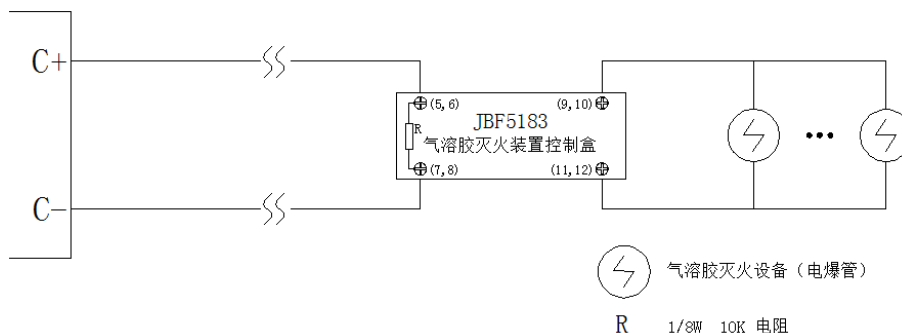 C+
(5,6)
(9,10)
JBF5183
R
气溶胶灭火装置控制盒
(7,8)
(11,12)
C-
气溶胶灭火设备（电爆管）
R 1/8W 10K 电阻